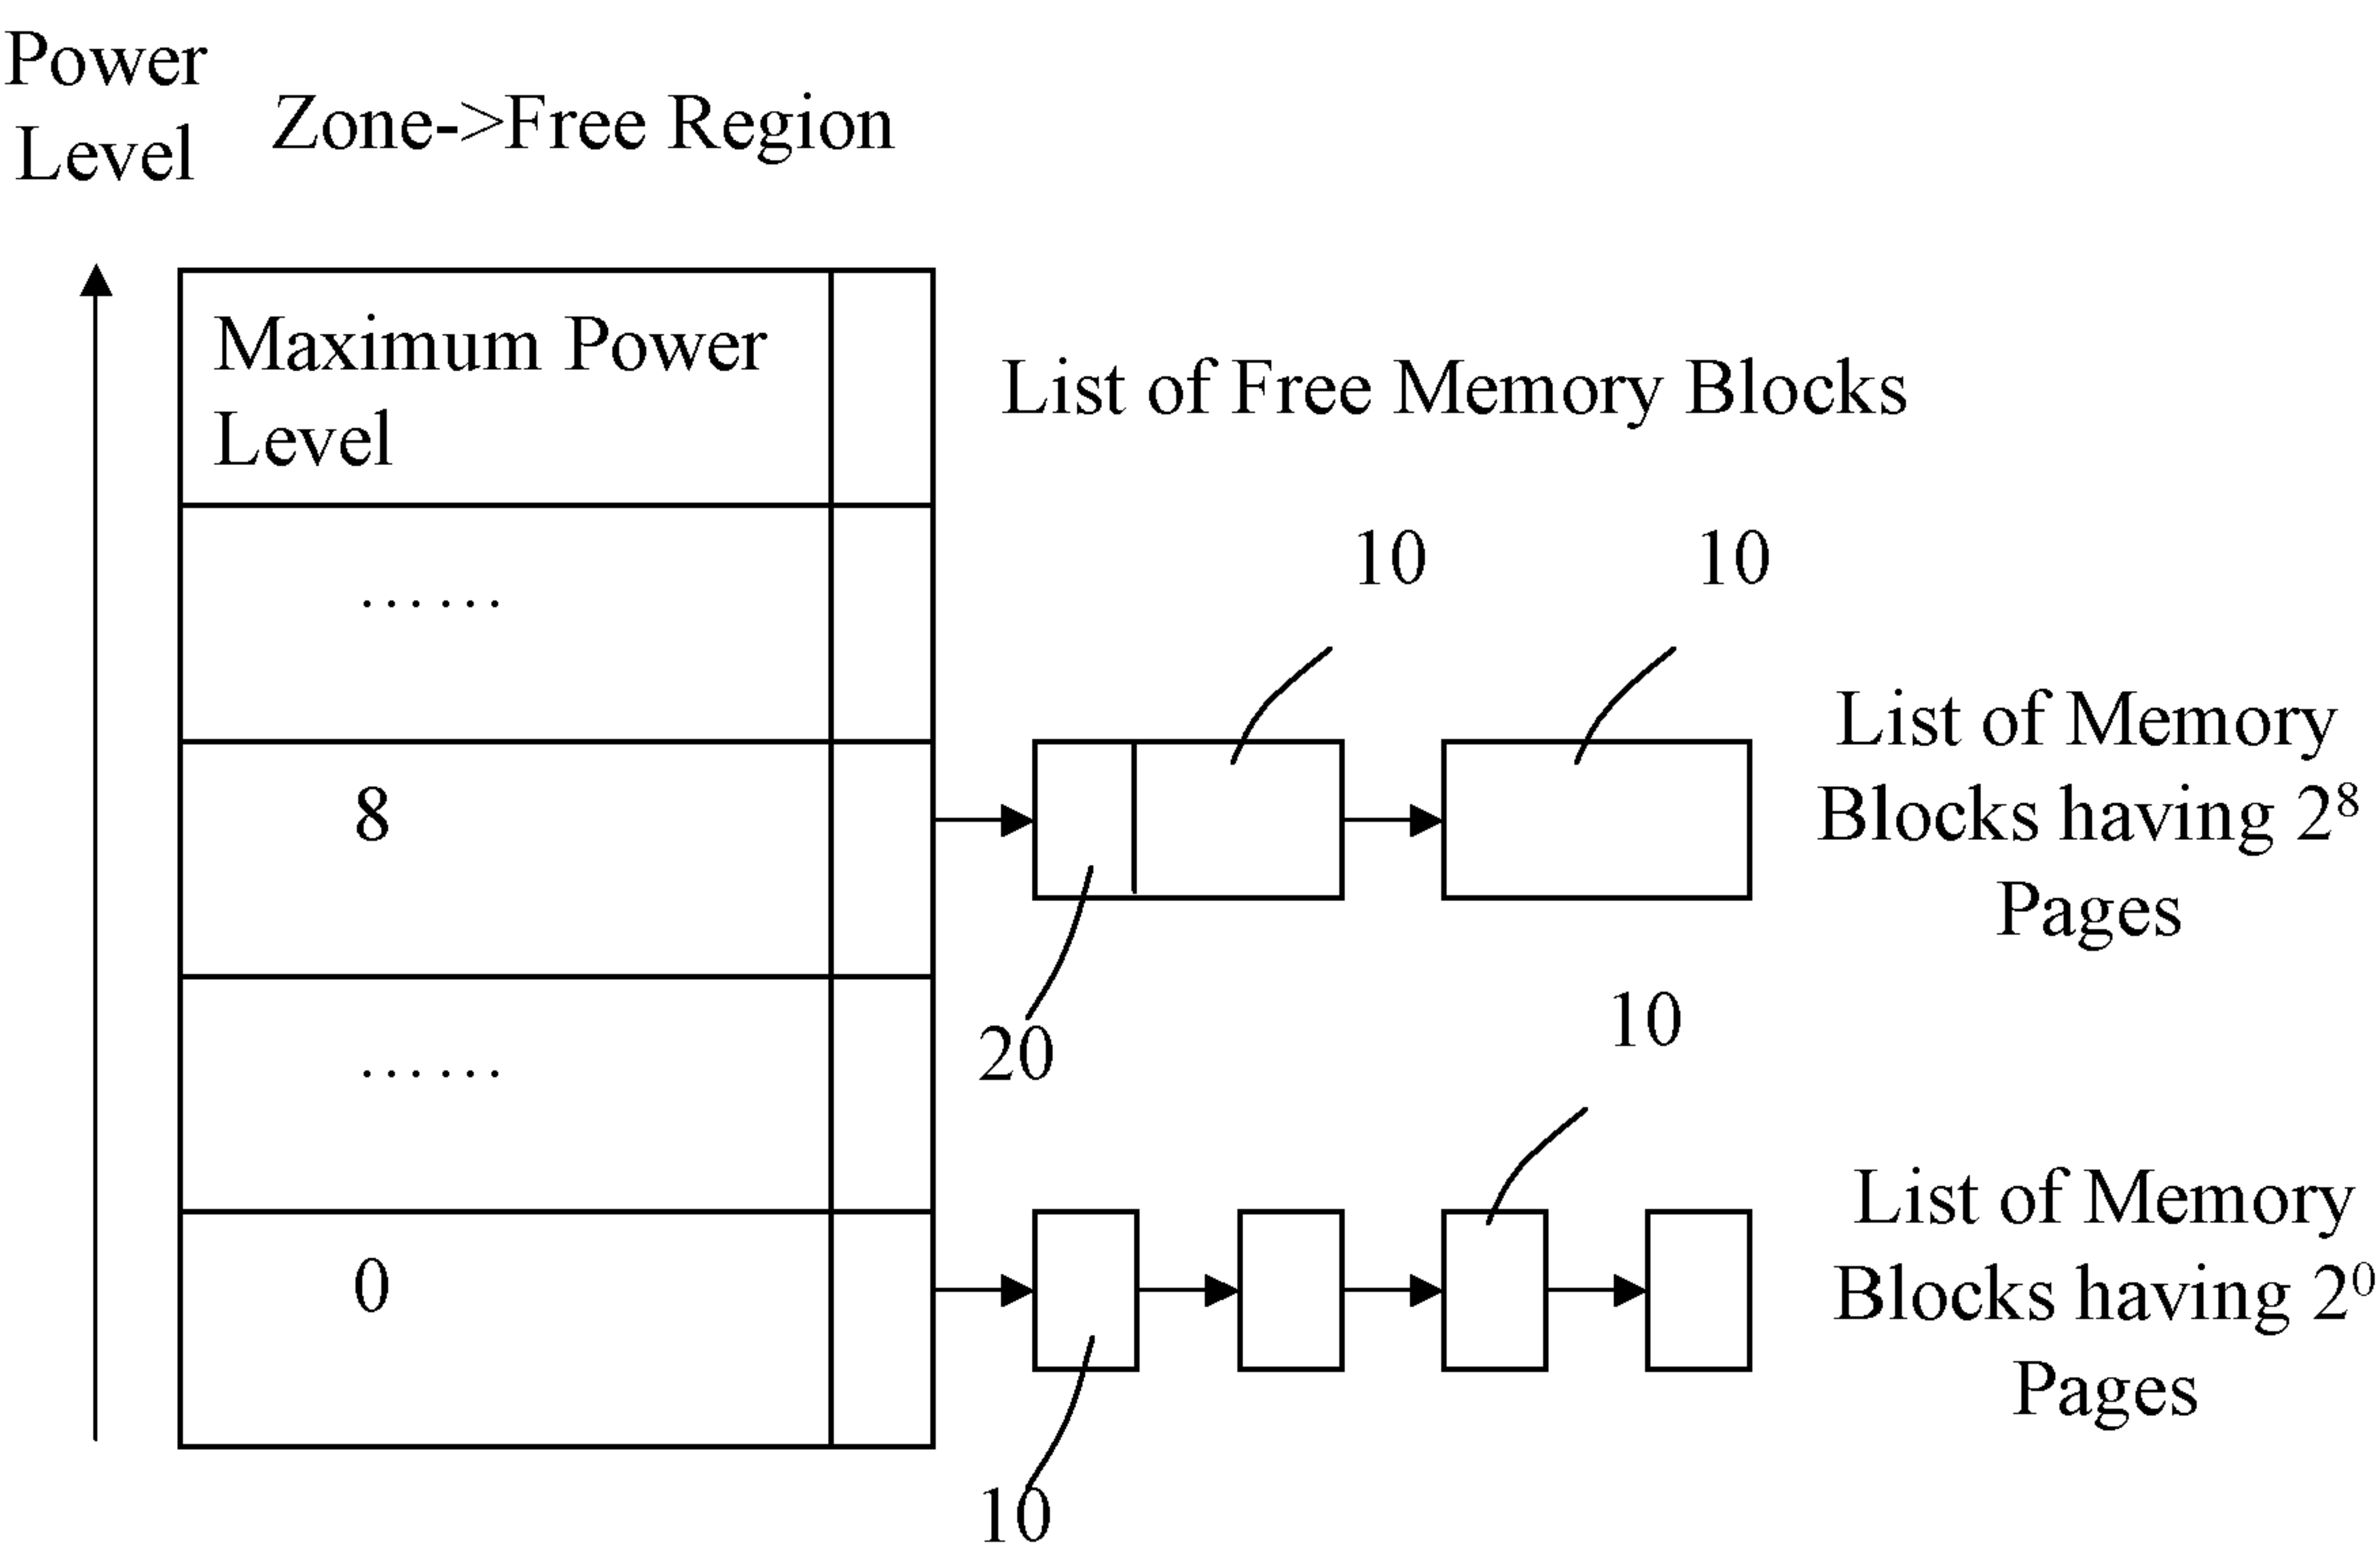 Power
Level
Zone->Free Region
Maximum Power
Level
List of Free Memory Blocks
......
10
10
8
List of Memory
Blocks having 2⁸
Pages
20
......
10
0
List of Memory
Blocks having 2⁰
Pages
10